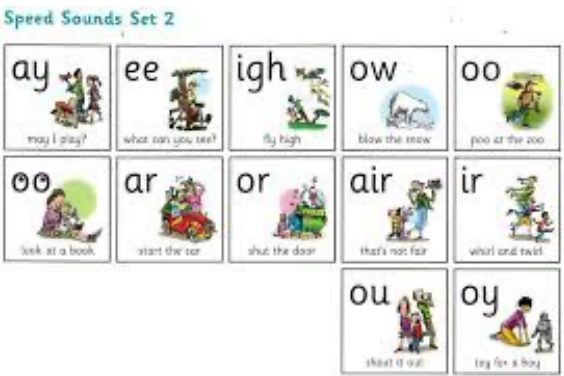 Speed Sounds Set 2
ay ee igh ow oo
may I play? what can you see? fly high blow the snow poo at the zoo
oo ar or air ir
look at a book start the car shut the door that's not fair whirl and twirl
ou oy
shout it out toy for a boy